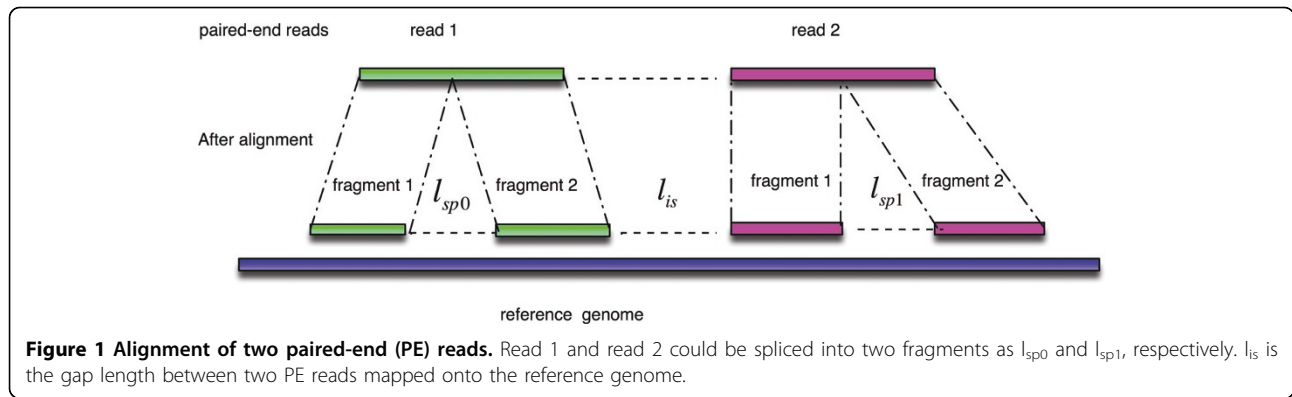 paired-end reads read 1 read 2
After alignment
fragment 1 l_sp0 fragment 2 l_is fragment 1 l_sp1 fragment 2
reference genome
Figure 1 Alignment of two paired-end (PE) reads. Read 1 and read 2 could be spliced into two fragments as l_sp0 and l_sp1, respectively. l_is is
the gap length between two PE reads mapped onto the reference genome.